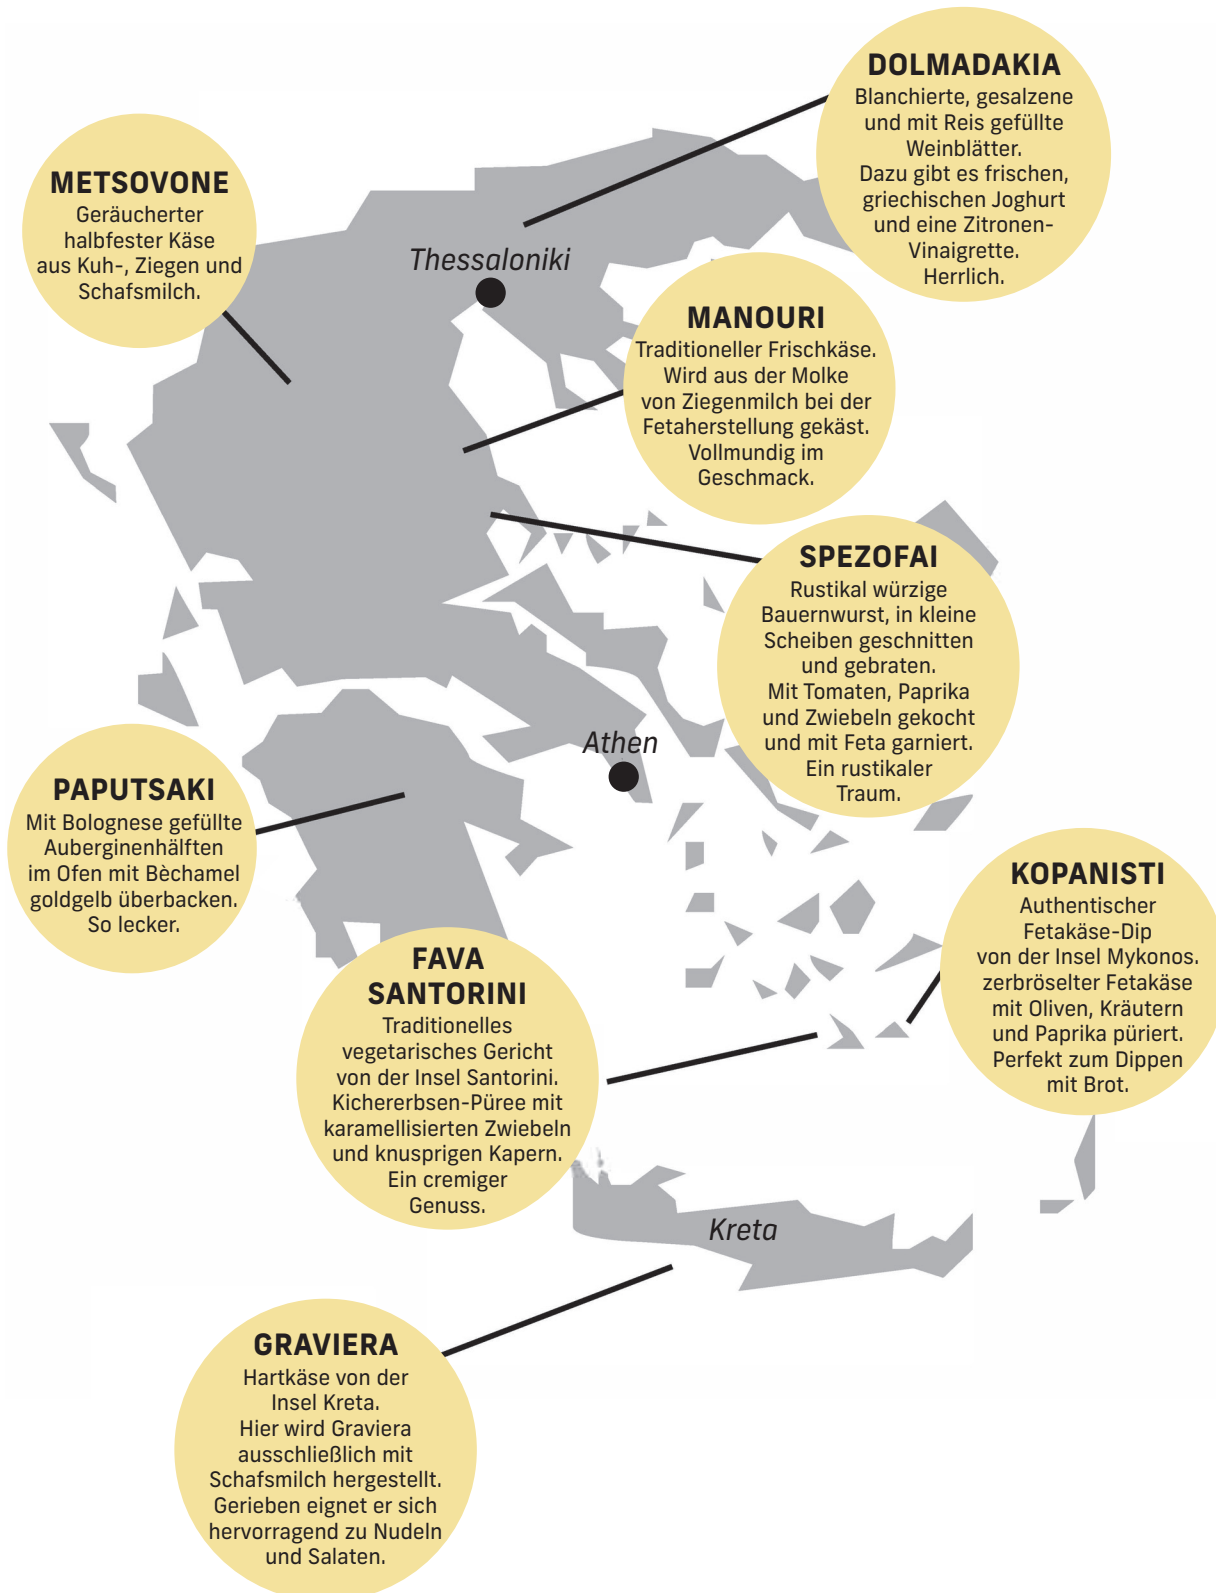 DOLMADAKIA
Blanchierte, gesalzene
und mit Reis gefüllte
Weinblätter.
Dazu gibt es frischen,
griechischen Joghurt
und eine Zitronen-
Vinaigrette.
Herrlich.
METSOVONE
Geräucherter
halbfester Käse
aus Kuh-, Ziegen und
Schafsmilch.
Thessaloniki
MANOURI
Traditioneller Frischkäse.
Wird aus der Molke
von Ziegenmilch bei der
Fetaherstellung gekäst.
Vollmundig im
Geschmack.
SPEZOFAI
Rustikal würzige
Bauernwurst, in kleine
Scheiben geschnitten
und gebraten.
Mit Tomaten, Paprika
und Zwiebeln gekocht
und mit Feta garniert.
Ein rustikaler
Traum.
Athen
PAPUTSAKI
Mit Bolognese gefüllte
Auberginenhälften
im Ofen mit Bèchamel
goldgelb überbacken.
So lecker.
KOPANISTI
Authentischer
Fetakäse-Dip
von der Insel Mykonos.
zerbröselter Fetakäse
mit Oliven, Kräutern
und Paprika püriert.
Perfekt zum Dippen
mit Brot.
FAVA
SANTORINI
Traditionelles
vegetarisches Gericht
von der Insel Santorini.
Kichererbsen-Püree mit
karamellisierten Zwiebeln
und knusprigen Kapern.
Ein cremiger
Genuss.
Kreta
GRAVIERA
Hartkäse von der
Insel Kreta.
Hier wird Graviera
ausschließlich mit
Schafsmilch hergestellt.
Gerieben eignet er sich
hervorragend zu Nudeln
und Salaten.